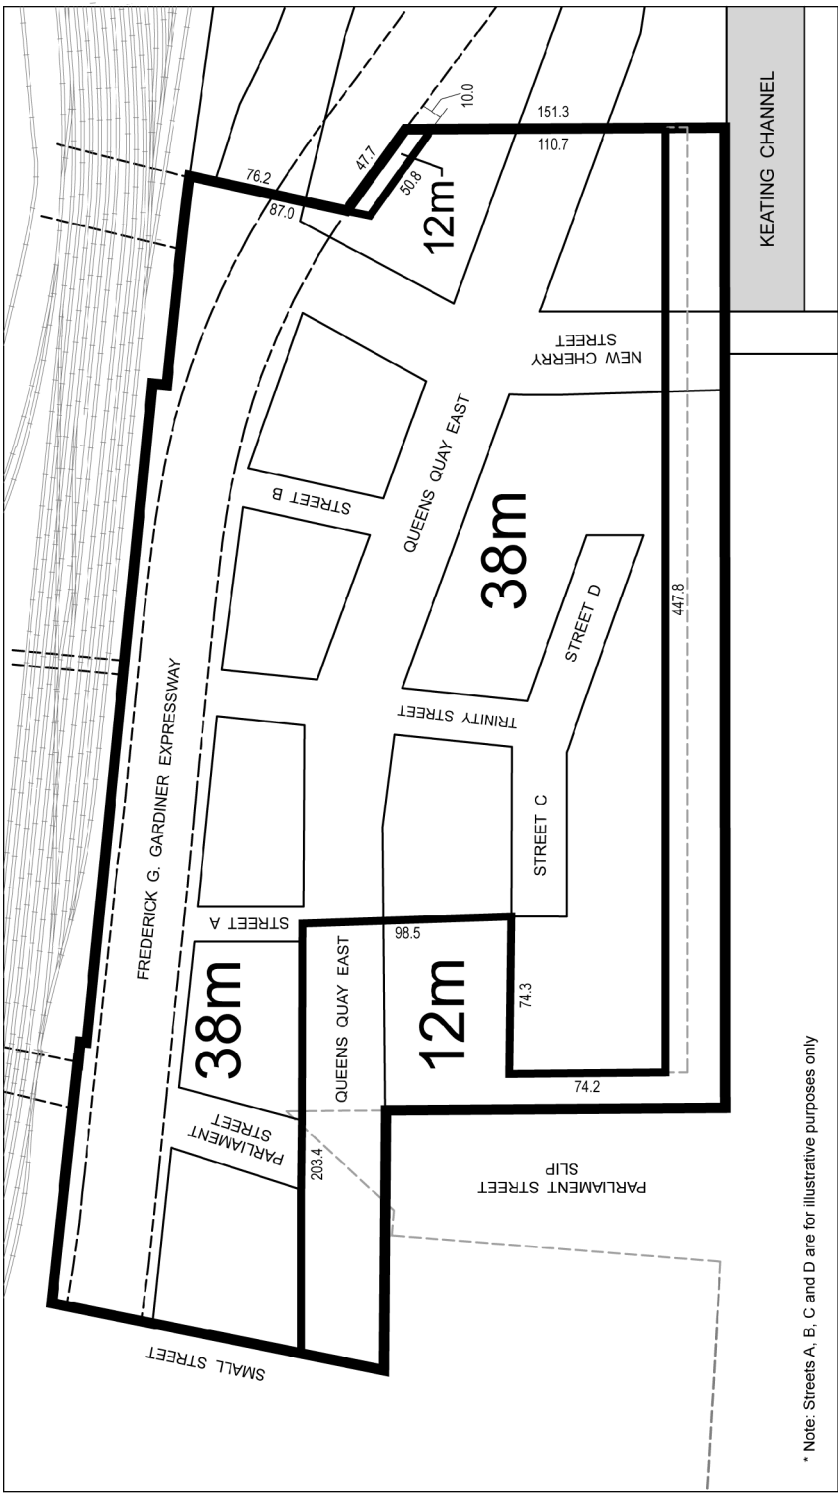 KEATING CHANNEL
10.0
151.3
110.7
47.7
50.8
76.2
87.0
12m
NEW CHERRY
STREET
QUEENS QUAY EAST
STREET B
38m
STREET D
447.8
FREDERICK G. GARDINER EXPRESSWAY
TRINITY STREET
STREET C
STREET A
98.5
38m
QUEENS QUAY EAST
12m
74.3
74.2
PARLIAMENT
STREET
203.4
PARLIAMENT STREET
SLIP
SMALL STREET
* Note: Streets A, B, C and D are for illustrative purposes only